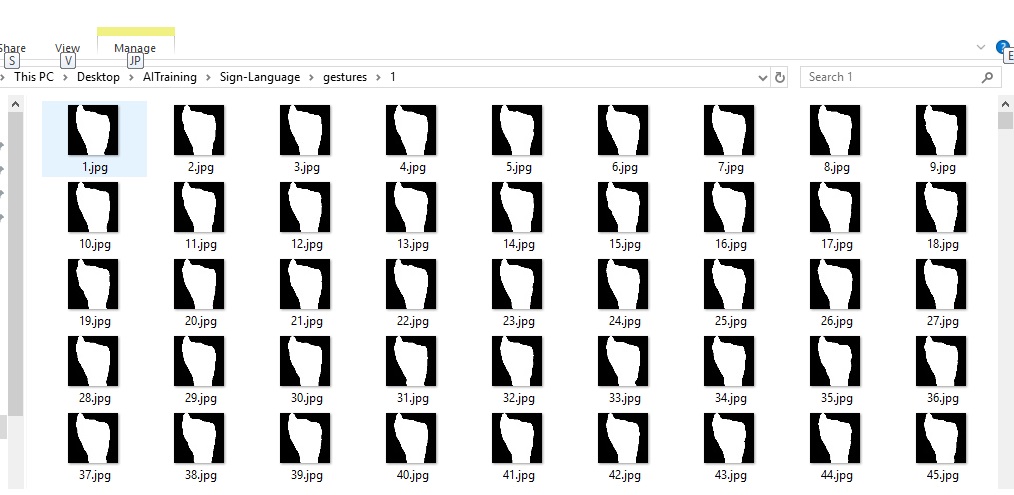 Share View Manage
S V JP E
This PC > Desktop > AITraining > Sign-Language > gestures > 1 Search 1
1.jpg 2.jpg 3.jpg 4.jpg 5.jpg 6.jpg 7.jpg 8.jpg 9.jpg
10.jpg 11.jpg 12.jpg 13.jpg 14.jpg 15.jpg 16.jpg 17.jpg 18.jpg
19.jpg 20.jpg 21.jpg 22.jpg 23.jpg 24.jpg 25.jpg 26.jpg 27.jpg
28.jpg 29.jpg 30.jpg 31.jpg 32.jpg 33.jpg 34.jpg 35.jpg 36.jpg
37.jpg 38.jpg 39.jpg 40.jpg 41.jpg 42.jpg 43.jpg 44.jpg 45.jpg